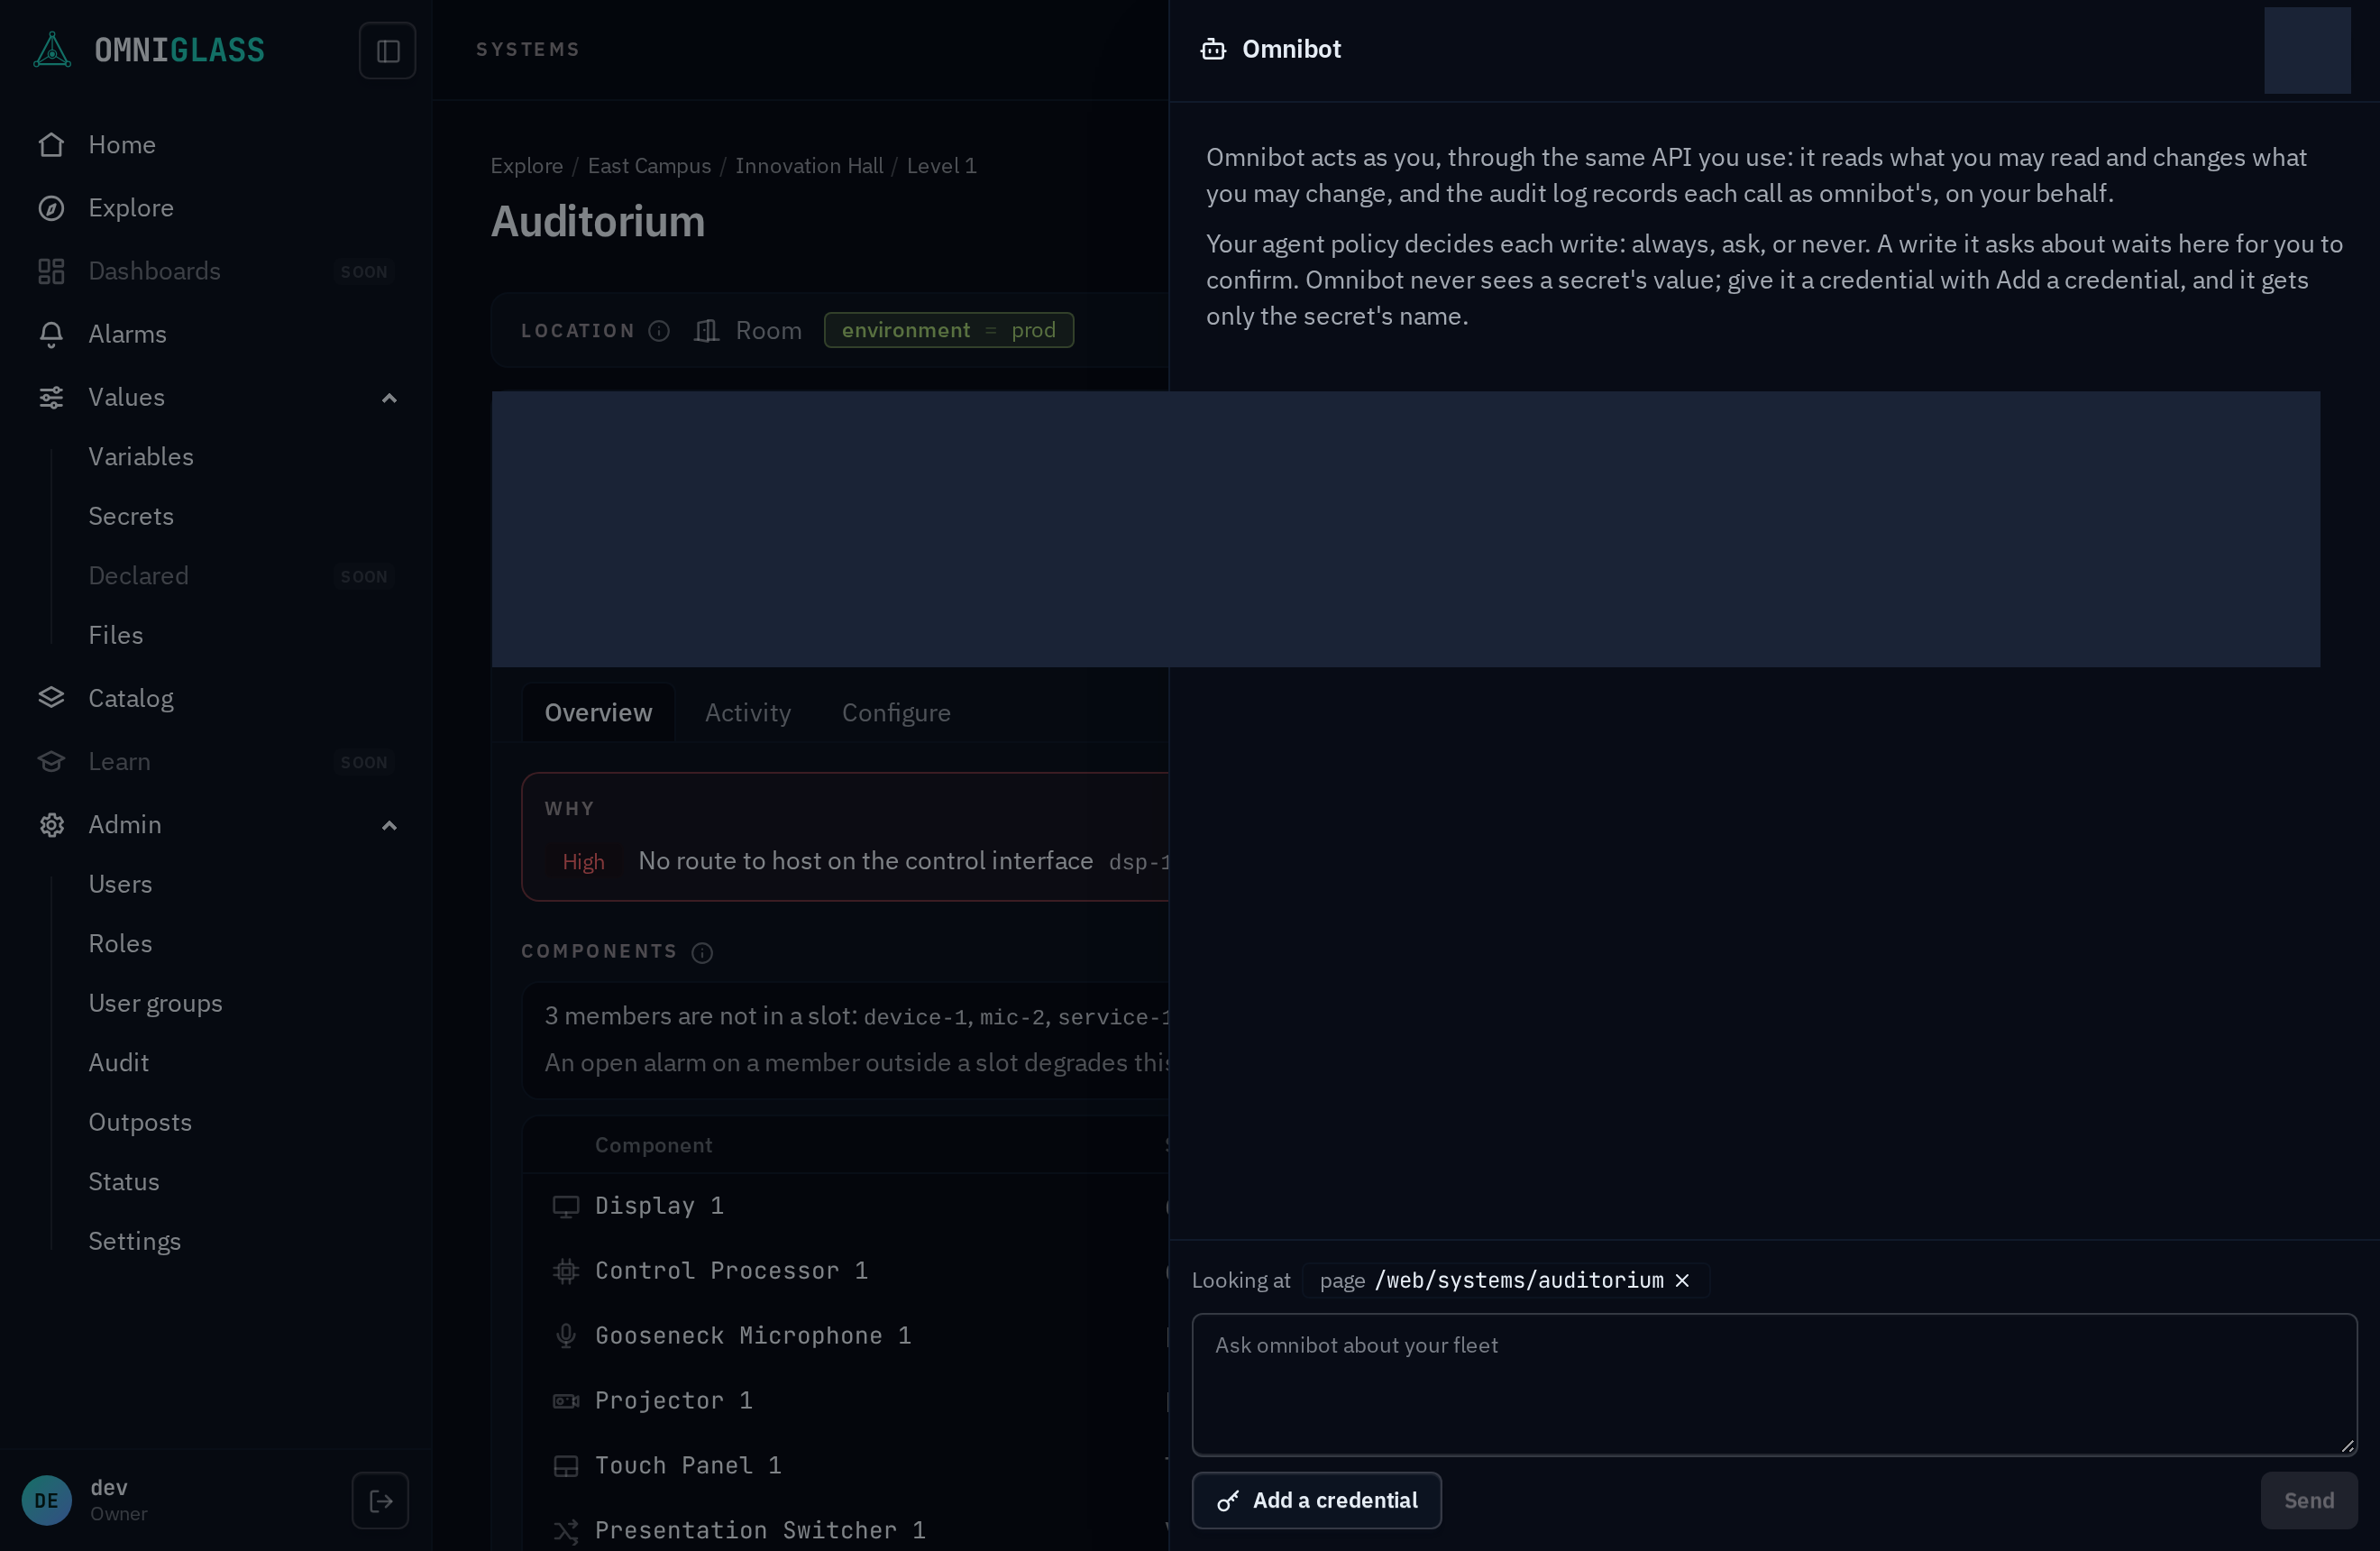 OMNIGLASS
Home
Explore
Dashboards SOON
Alarms
Values
Variables
Secrets
Declared SOON
Files
Catalog
Learn SOON
Admin
Users
Roles
User groups
Audit
Outposts
Status
Settings
DE dev
Owner
SYSTEMS
Explore / East Campus / Innovation Hall / Level 1
Auditorium
LOCATION Room environment = prod
Overview Activity Configure
WHY
High No route to host on the control interface dsp-1
COMPONENTS
3 members are not in a slot: device-1, mic-2, service-1
An open alarm on a member outside a slot degrades this
Component
Display 1
Control Processor 1
Gooseneck Microphone 1
Projector 1
Touch Panel 1
Presentation Switcher 1
Omnibot
Omnibot acts as you, through the same API you use: it reads what you may read and changes what
you may change, and the audit log records each call as omnibot's, on your behalf.
Your agent policy decides each write: always, ask, or never. A write it asks about waits here for you to
confirm. Omnibot never sees a secret's value; give it a credential with Add a credential, and it gets
only the secret's name.
Looking at page /web/systems/auditorium
Ask omnibot about your fleet
Add a credential
Send